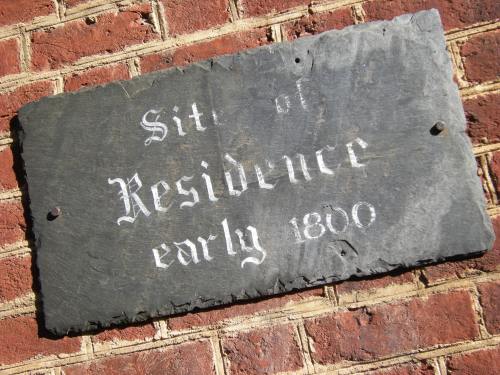 Site of
Residence
early 1800